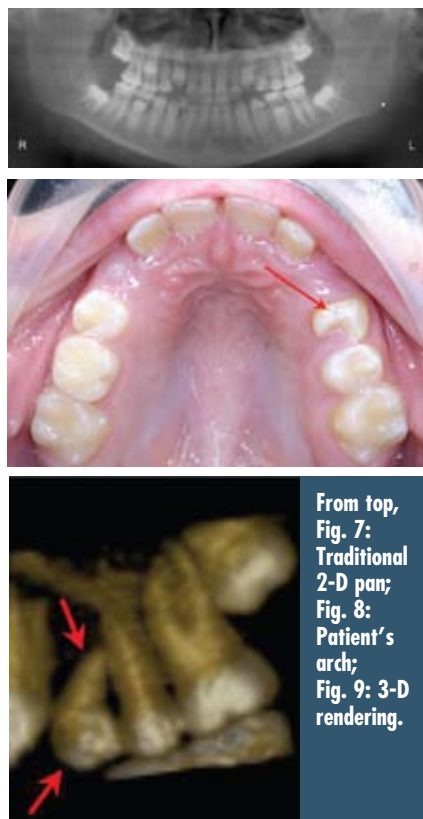 R
L
From top,
Fig. 7:
Traditional
2-D pan;
Fig. 8:
Patient's
arch;
Fig. 9: 3-D
rendering.